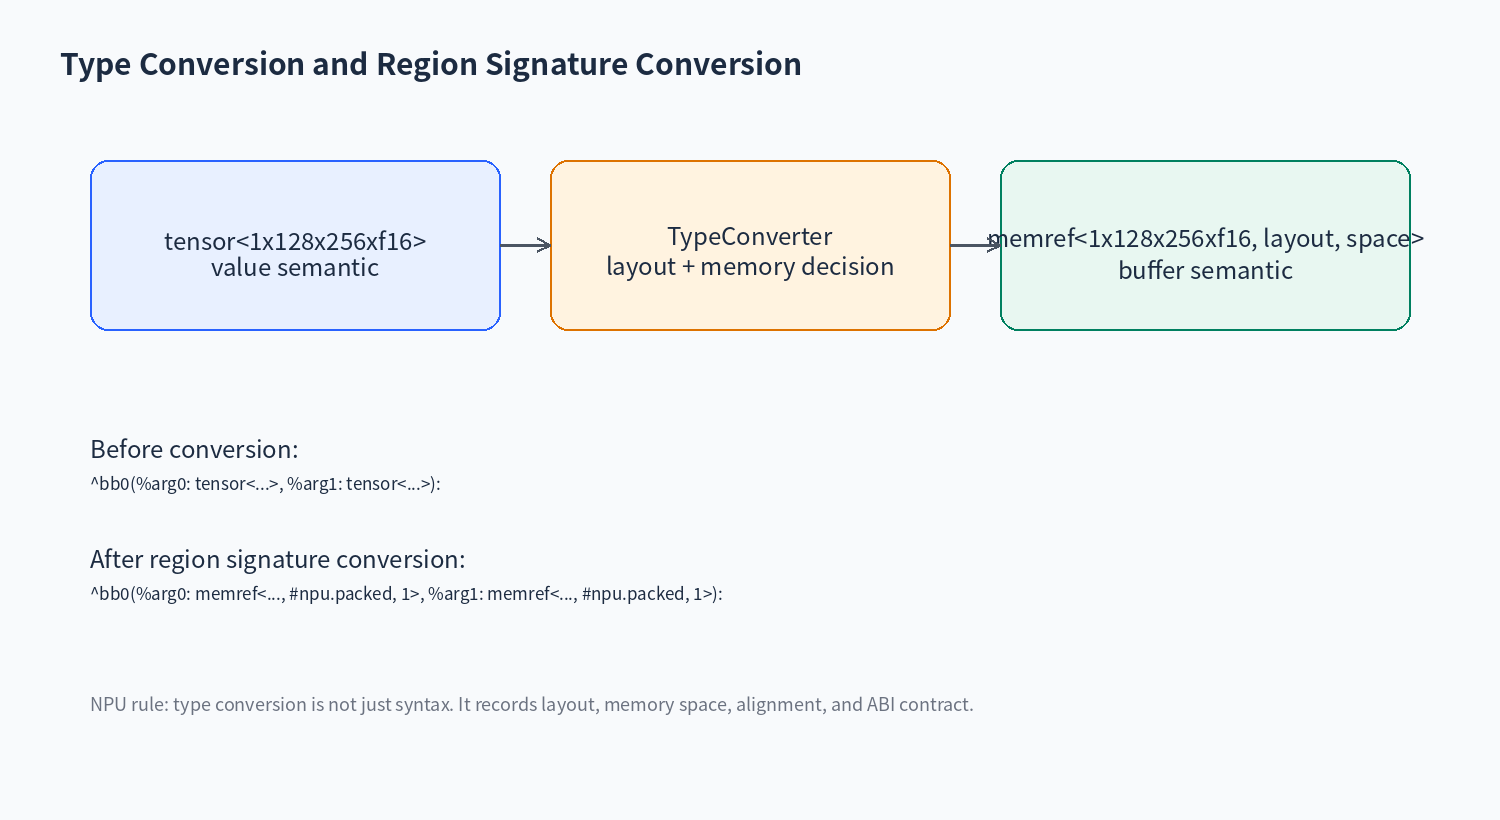 Type Conversion and Region Signature Conversion
tensor<1x128x256xf16>
value semantic
TypeConverter
layout + memory decision
memref<1x128x256xf16, layout, space>
buffer semantic
Before conversion:
^bb0(%arg0: tensor<...>, %arg1: tensor<...>):
After region signature conversion:
^bb0(%arg0: memref<..., #npu.packed, 1>, %arg1: memref<..., #npu.packed, 1>):
NPU rule: type conversion is not just syntax. It records layout, memory space, alignment, and ABI contract.